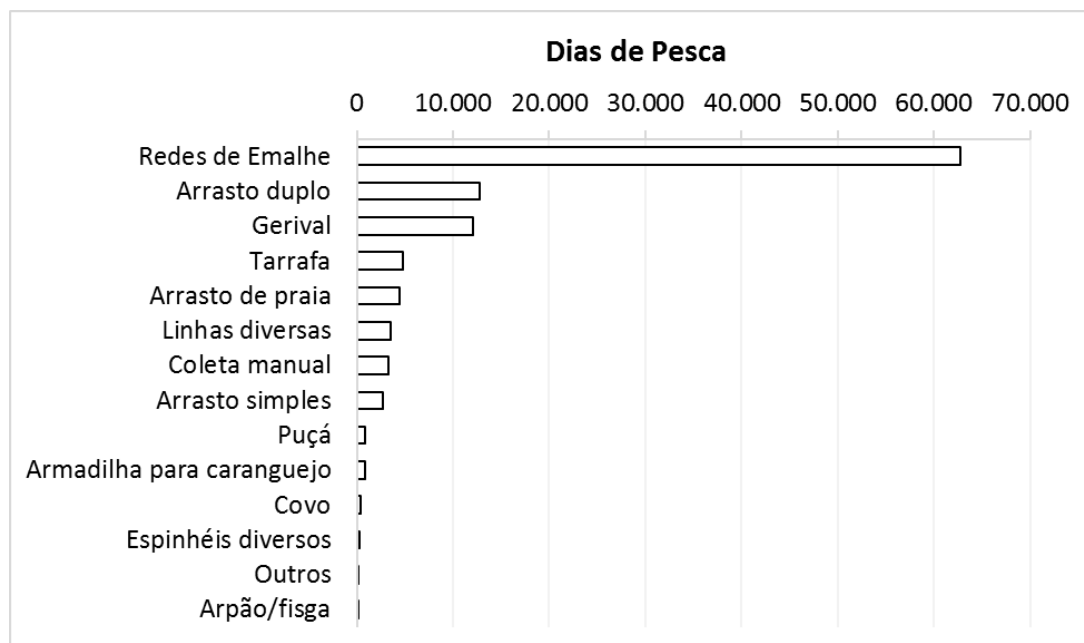 Dias de Pesca
0 10.000 20.000 30.000 40.000 50.000 60.000 70.000
Redes de Emalhe
Arrasto duplo
Gerival
Tarrafa
Arrasto de praia
Linhas diversas
Coleta manual
Arrasto simples
Puçá
Armadilha para caranguejo
Covo
Espinhéis diversos
Outros
Arpão/fisga